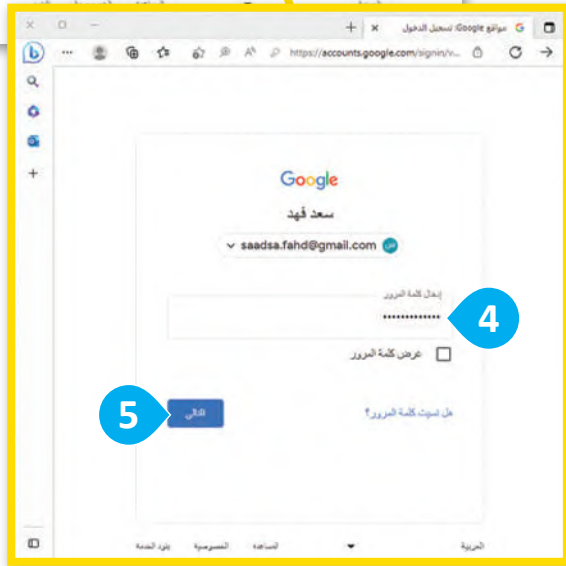 مواقع Google: تسجيل الدخول
https://accounts.google.com/signin/v...
Google
سعد فهد
saadsa.fahd@gmail.com
إدخال كلمة المرور
•••••••••••••
4
عرض كلمة المرور
هل نسيت كلمة المرور؟
التالي
5
العربية
المساعدة
الخصوصية
بنود الخدمة